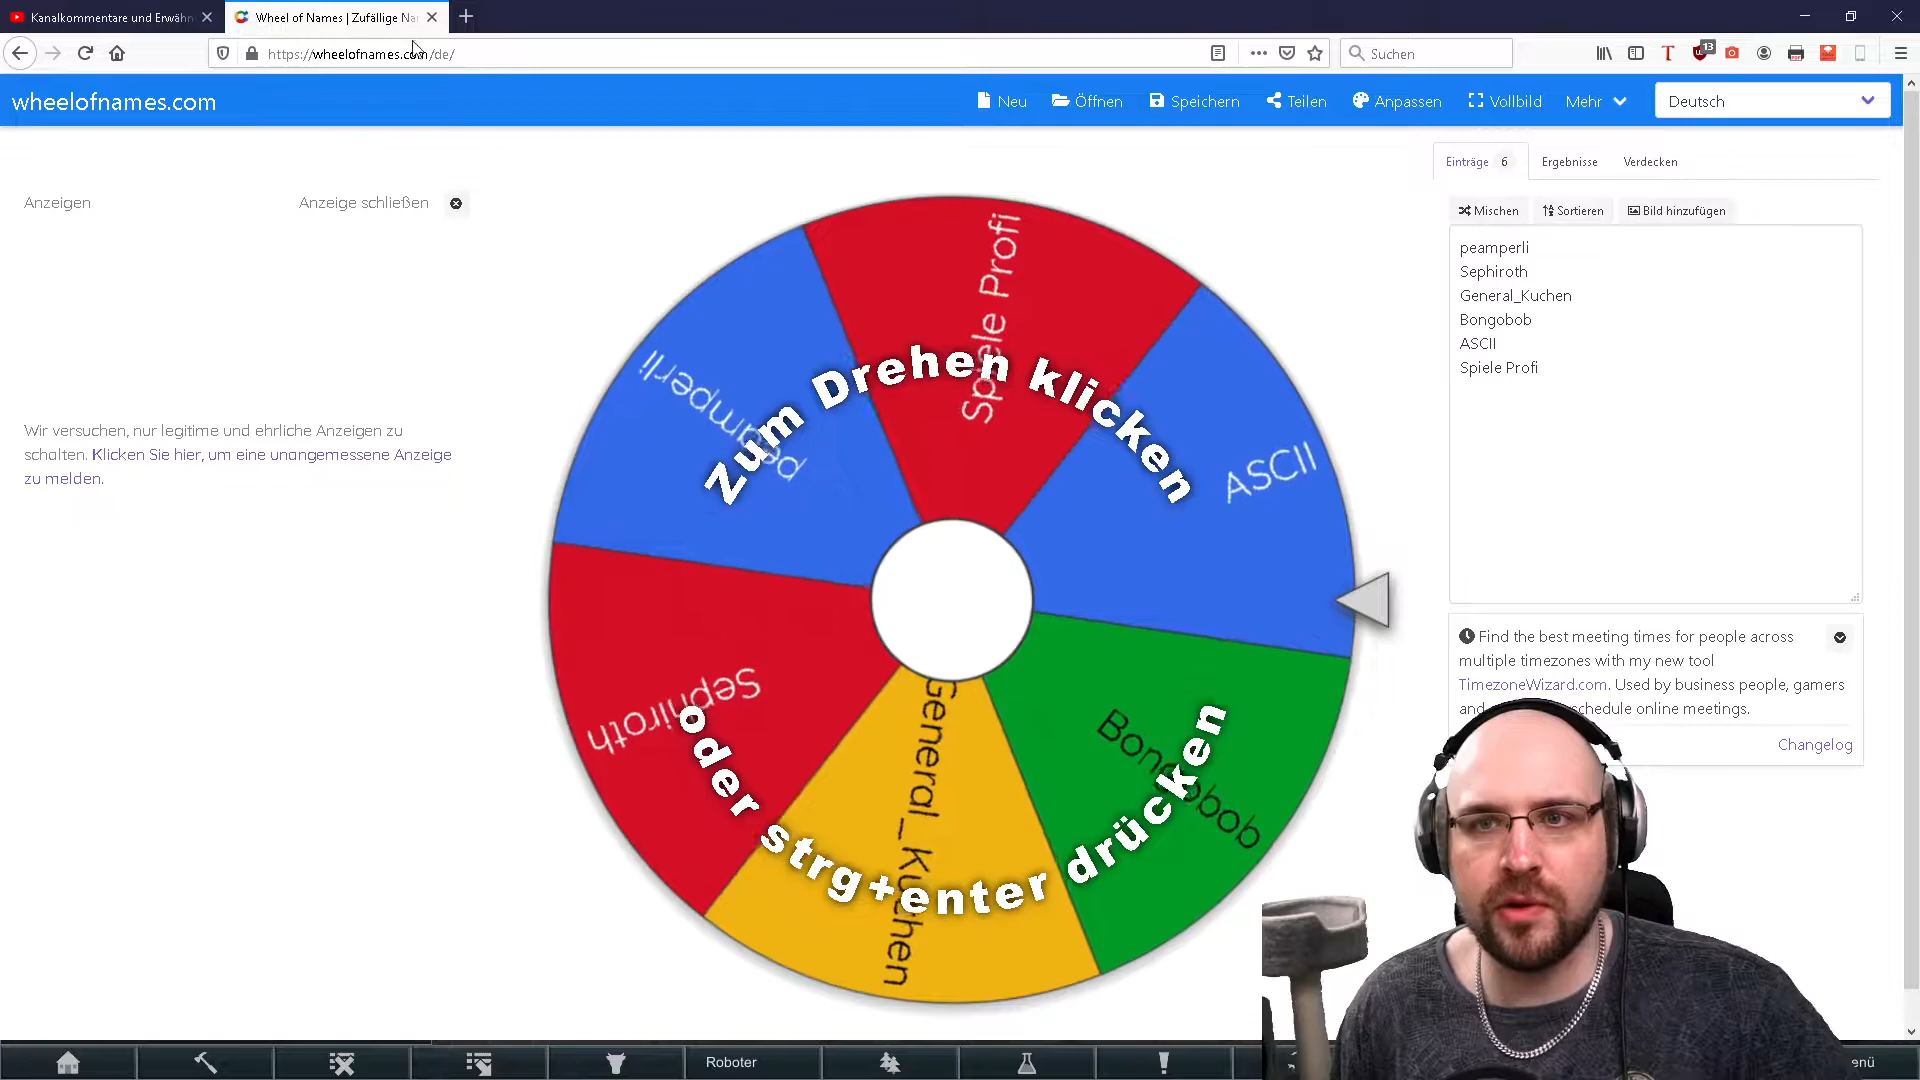 Kanalkommentare und Erwähn
Wheel of Names | Zufällige Na
https://wheelofnames.com/de/
Suchen
13
wheelofnames.com
Neu
Öffnen
Speichern
Teilen
Anpassen
Vollbild
Mehr
Deutsch
Einträge 6
Ergebnisse
Verdecken
Anzeigen
Anzeige schließen
Mischen
Sortieren
Bild hinzufügen
peamperli
Sephiroth
General_Kuchen
Bongobob
ASCII
Spiele Profi
Wir versuchen, nur legitime und ehrliche Anzeigen zu
schalten. Klicken Sie hier, um eine unangemessene Anzeige
zu melden.
Spiele Profi
peamperli
ASCII
Zum Drehen klicken
Sephiroth
General_Kuchen
Bongobob
oder strg+enter drücken
Find the best meeting times for people across
multiple timezones with my new tool
TimezoneWizard.com. Used by business people, gamers
and schedule online meetings.
Changelog
Roboter
enü